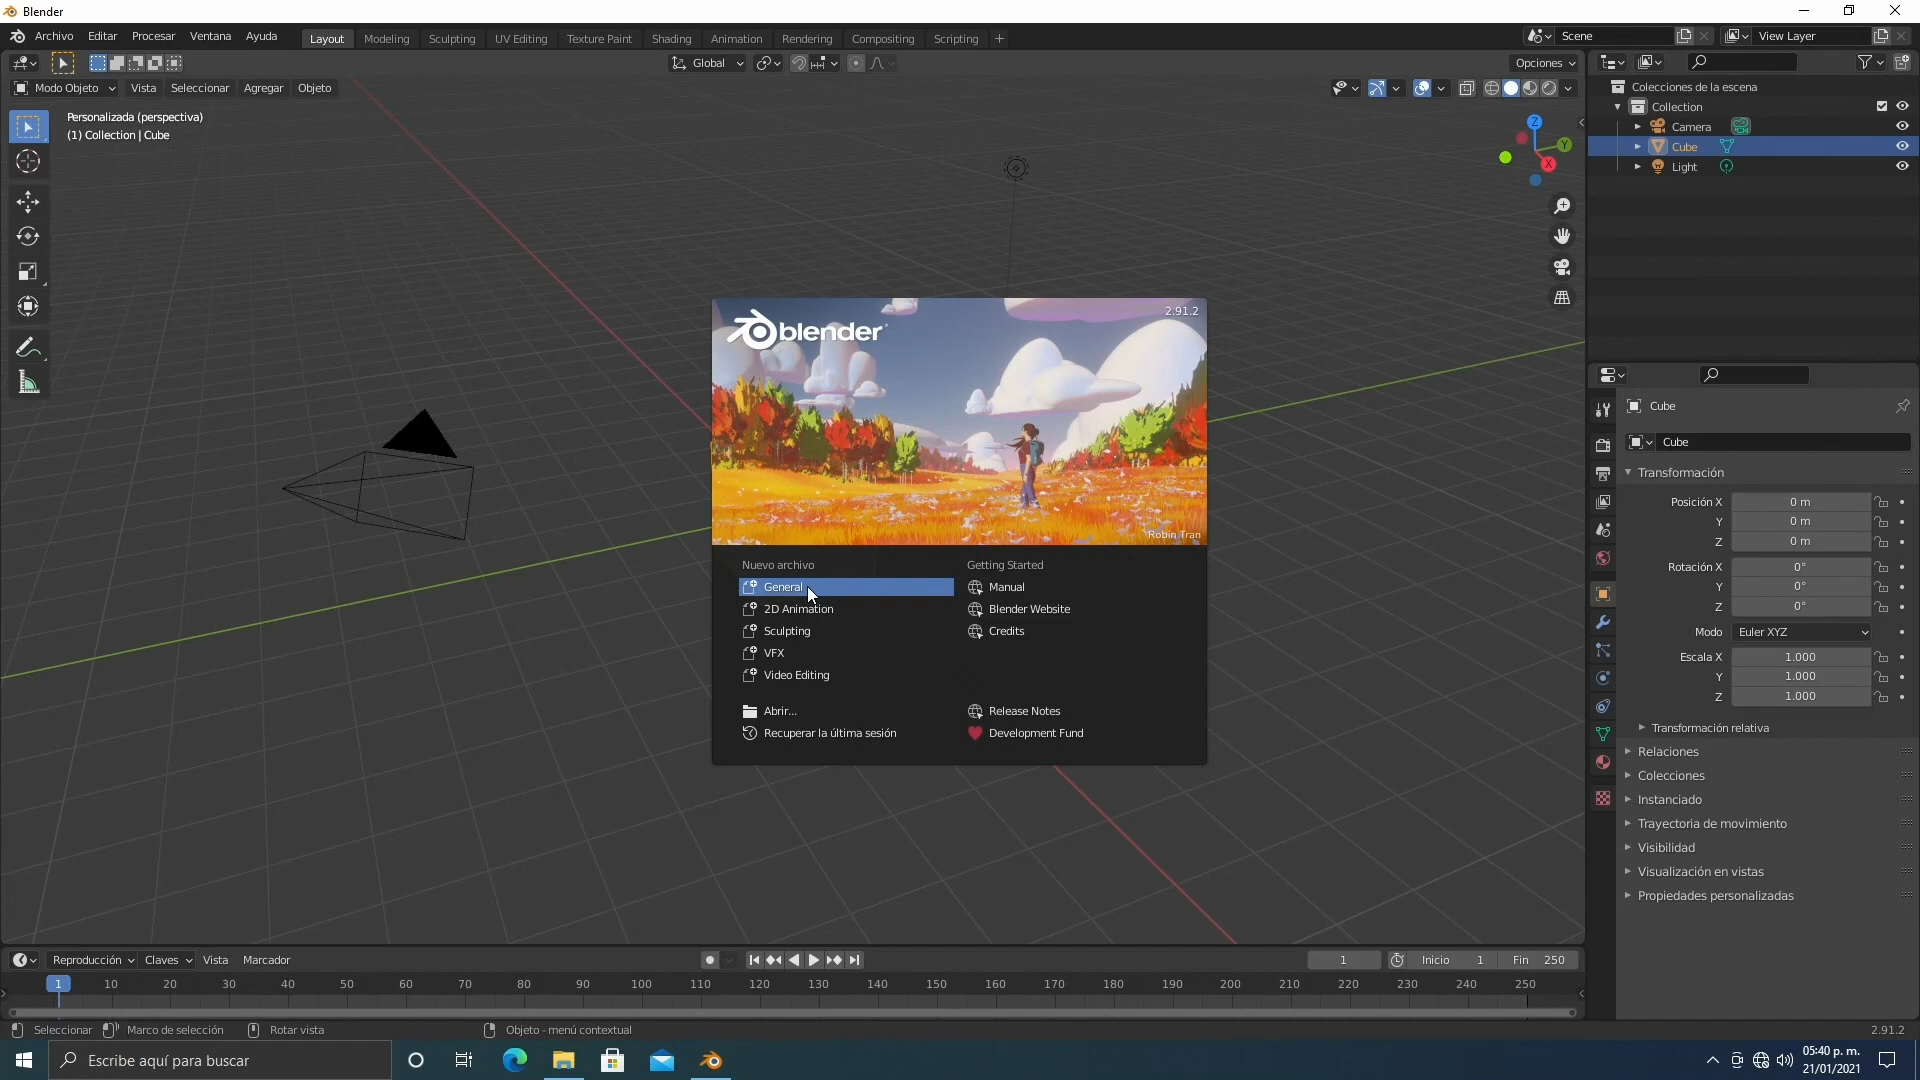 Blender
Archivo Editar Procesar Ventana Ayuda Layout Modeling Sculpting UV Editing Texture Paint Shading Animation Rendering Compositing Scripting + Scene View Layer
Global Opciones
Modo Objeto Vista Seleccionar Agregar Objeto
Personalizada (perspectiva)
(1) Collection | Cube
Z
Y
X
Colecciones de la escena
Collection
Camera
Cube
Light
blender
2.91.2
Robin Tran
Nuevo archivo
General
2D Animation
Sculpting
VFX
Video Editing
Abrir...
Recuperar la última sesión
Getting Started
Manual
Blender Website
Credits
Release Notes
Development Fund
Cube
Cube
Transformación
Posición X 0 m
Y 0 m
Z 0 m
Rotación X 0°
Y 0°
Z 0°
Modo Euler XYZ
Escala X 1.000
Y 1.000
Z 1.000
Transformación relativa
Relaciones
Colecciones
Instanciado
Trayectoria de movimiento
Visibilidad
Visualización en vistas
Propiedades personalizadas
Reproducción Claves Vista Marcador 1 Inicio 1 Fin 250
1 10 20 30 40 50 60 70 80 90 100 110 120 130 140 150 160 170 180 190 200 210 220 230 240 250
Seleccionar Marco de selección Rotar vista Objeto - menú contextual 2.91.2
Escribe aquí para buscar
05:40 p. m.
21/01/2021